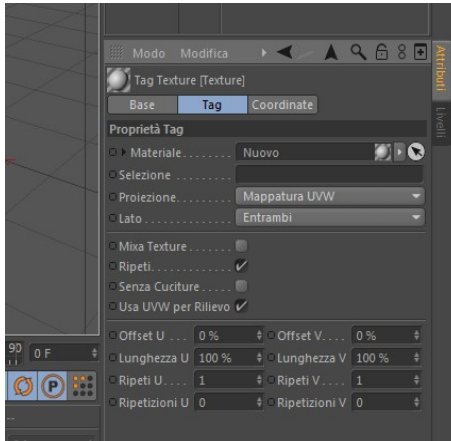 Modo Modifica
Attributi
Livelli
Tag Texture [Texture]
Base Tag Coordinate
Proprietà Tag
Materiale........ Nuovo
Selezione .........
Proiezione......... Mappatura UVW
Lato............. Entrambi
Mixa Texture.......
Ripeti............
Senza Cuciture.....
Usa UVW per Rilievo
Offset U ... 0 % Offset V.... 0 %
Lunghezza U 100 % Lunghezza V 100 %
Ripeti U.... 1 Ripeti V.... 1
Ripetizioni U 0 Ripetizioni V 0
90 0 F
P